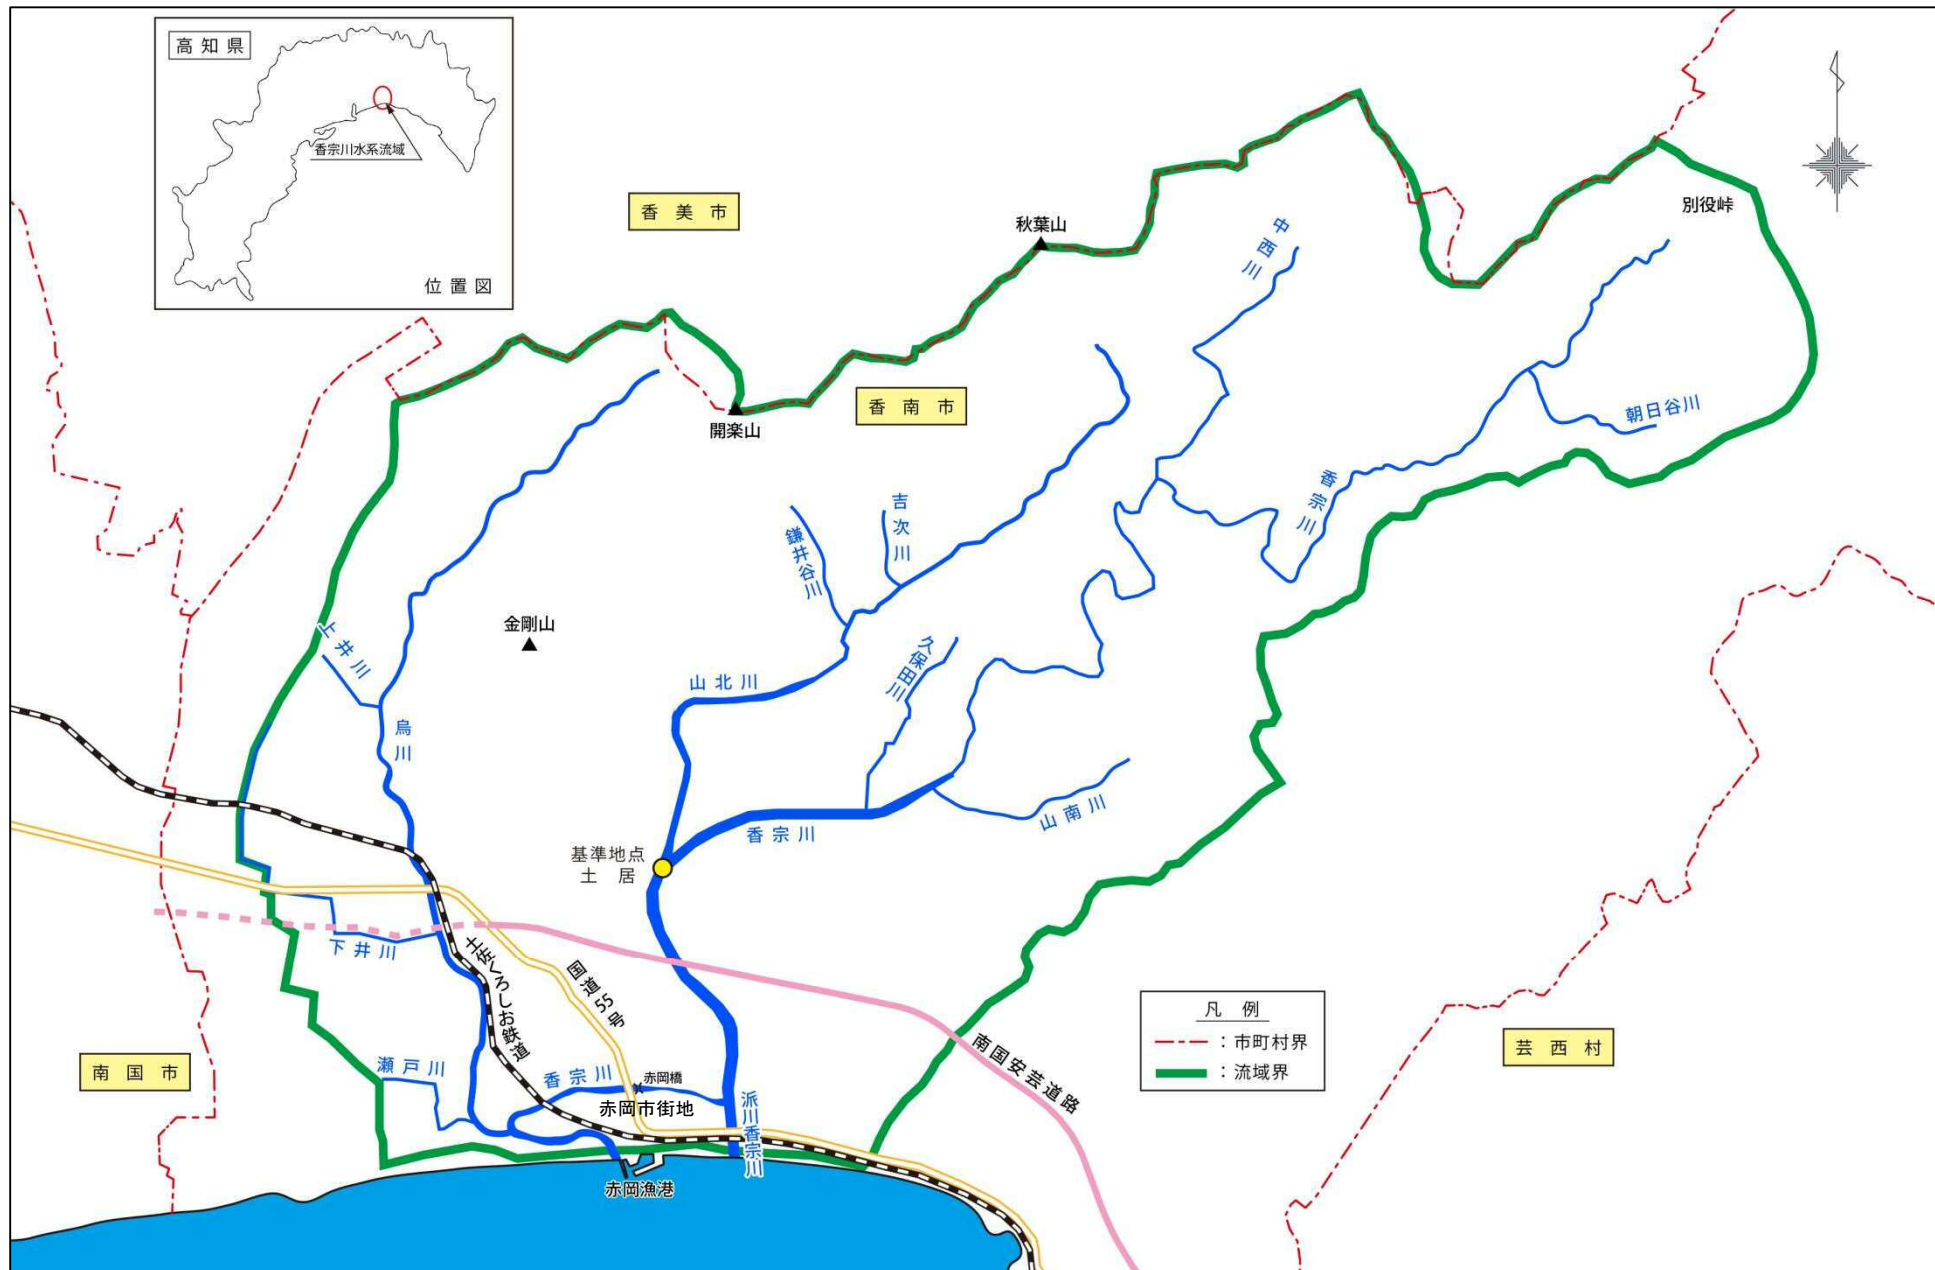 高知県
香宗川水系流域
位置図
香美市
秋葉山
別役峠
中西川
開楽山
香南市
朝日谷川
香宗川
吉次川
鎌井谷川
金剛山
上井川
久保田川
山北川
烏川
山南川
香宗川
基準地点
土居
下井川
土佐くろしお鉄道
国道55号
南国安芸道路
凡例
：市町村界
：流域界
芸西村
南国市
瀬戸川
香宗川
赤岡橋
赤岡市街地
派川香宗川
赤岡漁港